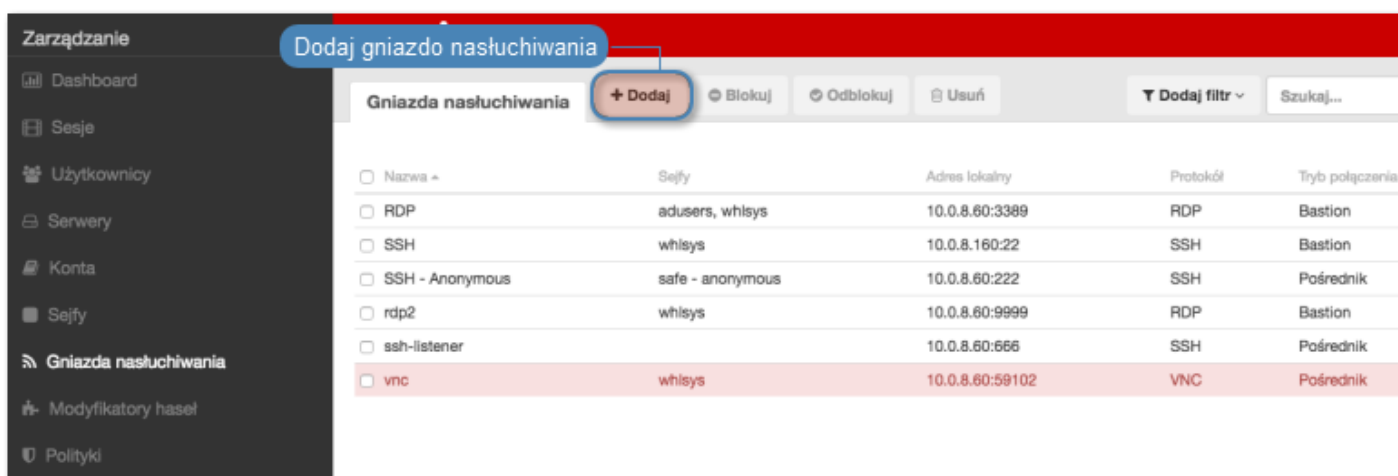 Zarządzanie
Dodaj gniazdo nasłuchiwania
Dashboard
Gniazda nasłuchiwania + Dodaj Blokuj Odblokuj Usuń Dodaj filtr Szukaj...
Sesje
Użytkownicy
Nazwa Sejfy Adres lokalny Protokół Tryb połączenia
RDP adusers, whlsys 10.0.8.60:3389 RDP Bastion
Serwery
SSH whlsys 10.0.8.160:22 SSH Bastion
Konta
SSH - Anonymous safe - anonymous 10.0.8.60:222 SSH Pośrednik
Sejfy
rdp2 whlsys 10.0.8.60:9999 RDP Bastion
ssh-listener 10.0.8.60:666 SSH Pośrednik
Gniazda nasłuchiwania
vnc whlsys 10.0.8.60:59102 VNC Pośrednik
Modyfikatory haseł
Polityki